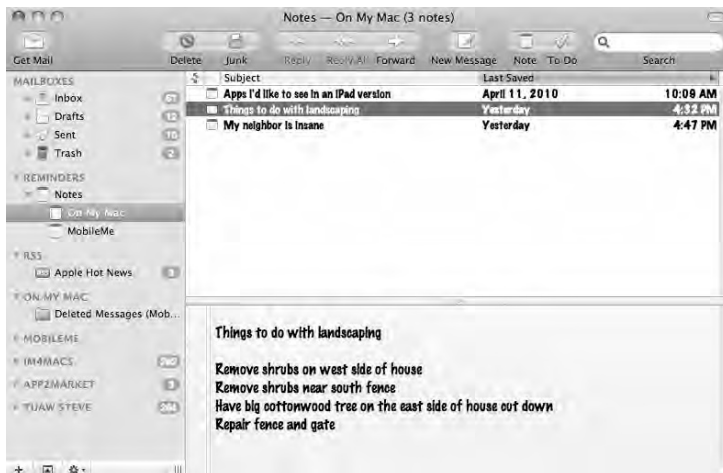 Notes — On My Mac (3 notes)
Get Mail Delete Junk Reply Reply All Forward New Message Note To Do Search
MAILBOXES
Inbox
Drafts
Sent
Trash
REMINDERS
Notes
On My Mac
MobileMe
RSS
Apple Hot News
ON MY MAC
Deleted Messages (Mob...
MOBILEME
IM4MACS
APP2MARKET
TUAW STEVE
Subject Last Saved
Apps I'd like to see in an iPad version April 11, 2010 10:09 AM
Things to do with landscaping Yesterday 4:32 PM
My neighbor is insane Yesterday 4:47 PM
Things to do with landscaping
Remove shrubs on west side of house
Remove shrubs near south fence
Have big cottonwood tree on the east side of house cut down
Repair fence and gate